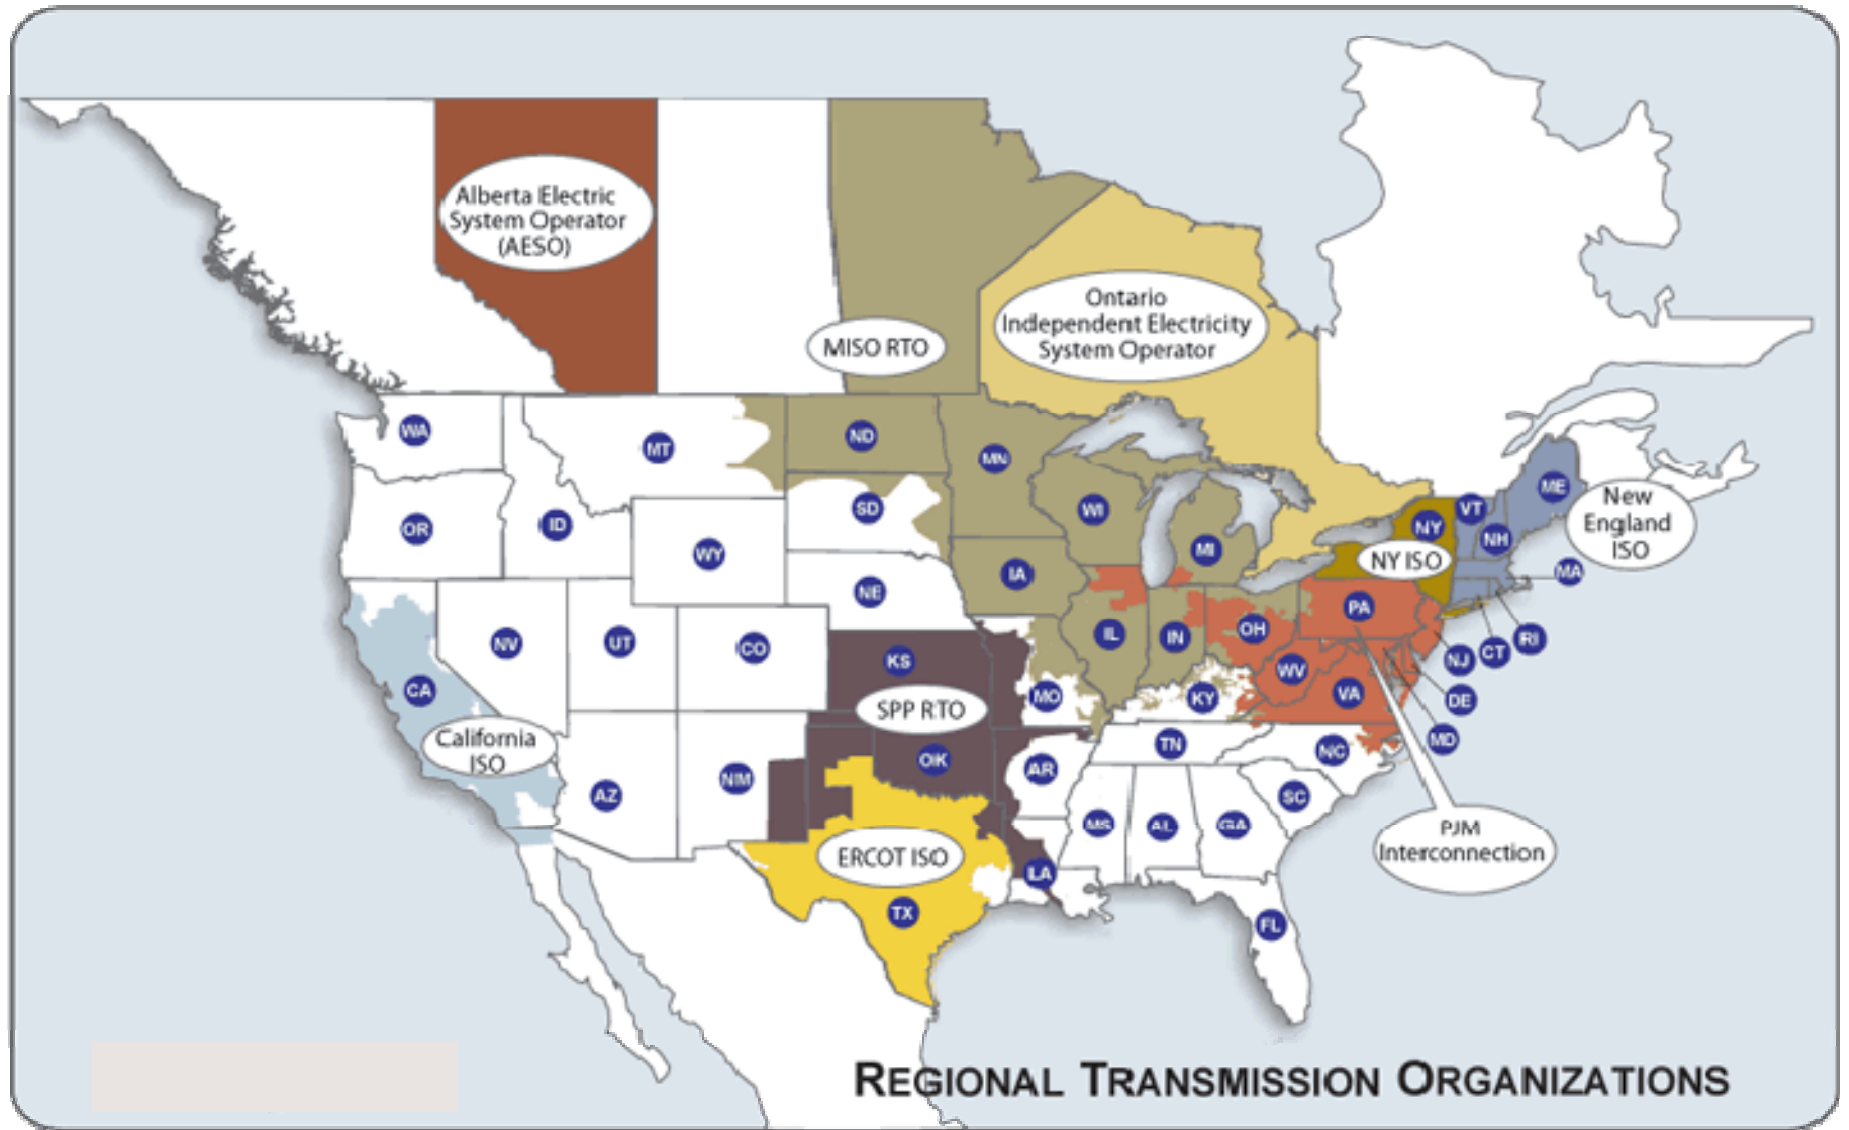 Alberta Electric
System Operator
(AESO)
MISO RTO
Ontario
Independent Electricity
System Operator
WA
MT
ND
MN
OR
ID
WY
SD
WI
MI
NY
VT
NH
ME
New
England
ISO
NY ISO
MA
NE
IA
NV
UT
CO
IL
IN
OH
PA
RI
CT
NJ
KS
CA
WV
VA
DE
MO
KY
MD
SPP RTO
California
ISO
TN
NC
OK
AR
AZ
NM
SC
MS
AL
GA
PJM
Interconnection
ERCOT ISO
LA
TX
FL
REGIONAL TRANSMISSION ORGANIZATIONS